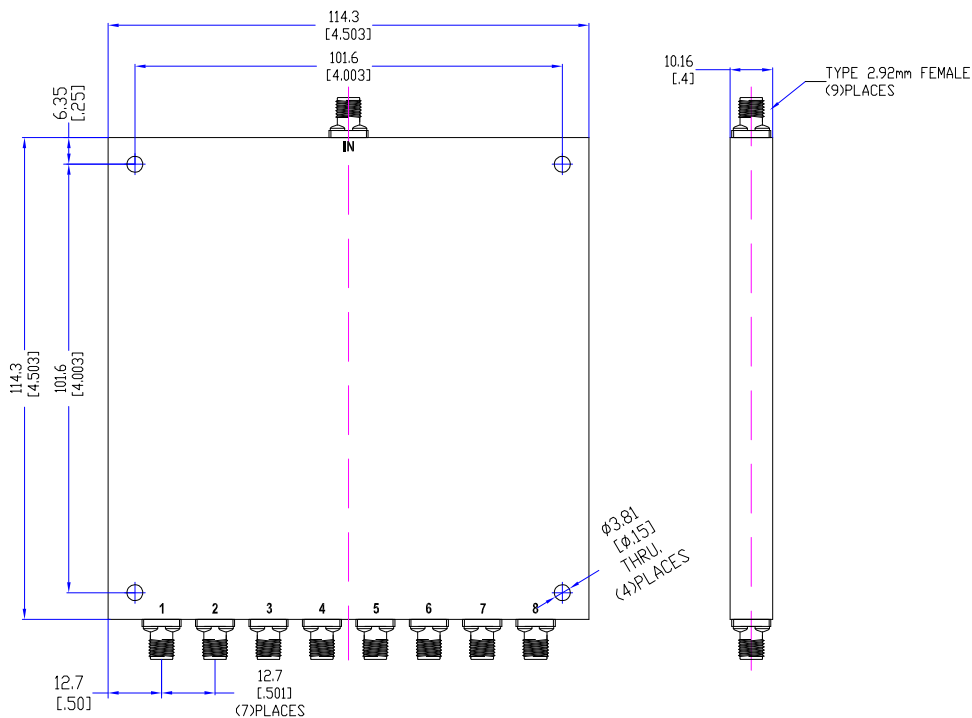 114.3
[4.503]
101.6
[4.003]
6.35
[.25]
10.16
[.4]
TYPE 2.92mm FEMALE
(9)PLACES
IN
114.3
[4.503]
101.6
[4.003]
Ø3.81
[Ø.15]
THRU.
(4)PLACES
1 2 3 4 5 6 7 8
12.7
[.50]
12.7
[.501]
(7)PLACES